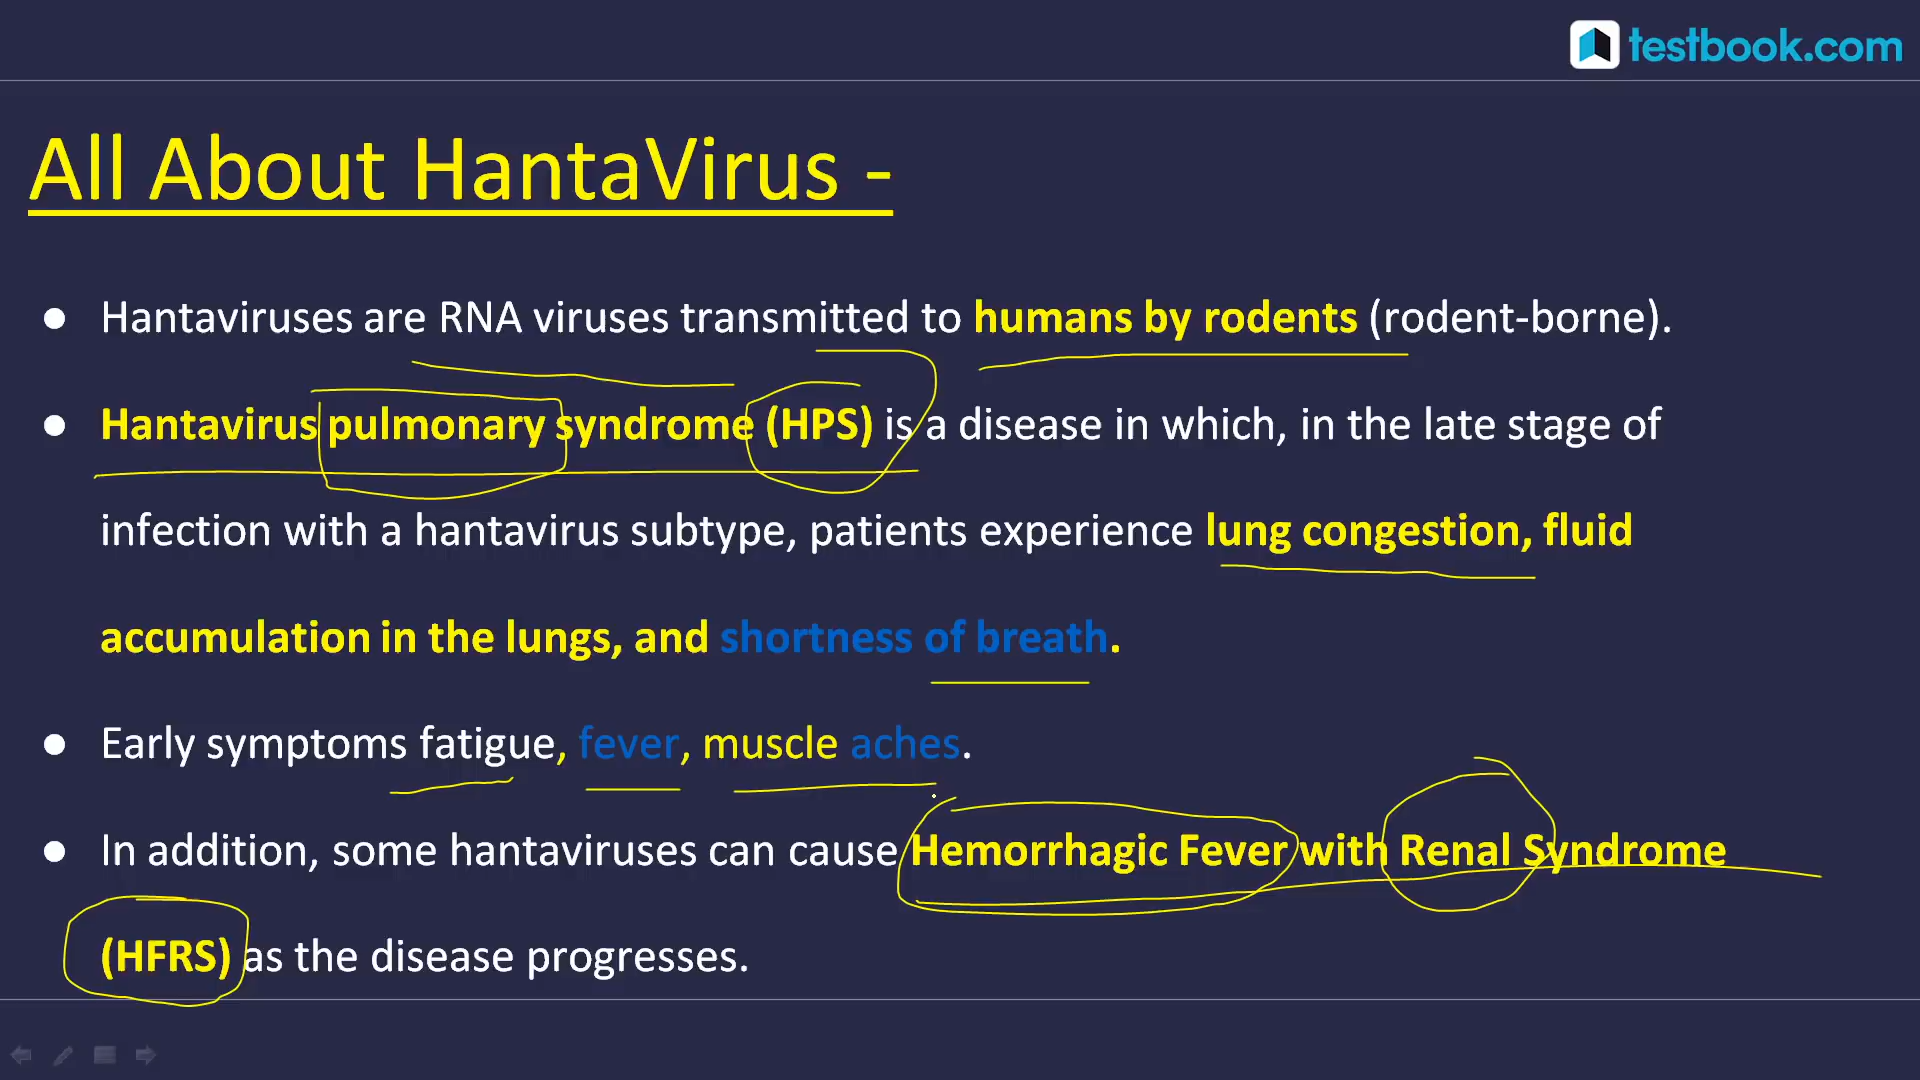 testbook.com
All About HantaVirus -
● Hantaviruses are RNA viruses transmitted to humans by rodents (rodent-borne).
● Hantavirus pulmonary syndrome (HPS) is a disease in which, in the late stage of
infection with a hantavirus subtype, patients experience lung congestion, fluid
accumulation in the lungs, and shortness of breath.
● Early symptoms fatigue, fever, muscle aches.
● In addition, some hantaviruses can cause Hemorrhagic Fever with Renal Syndrome
(HFRS) as the disease progresses.